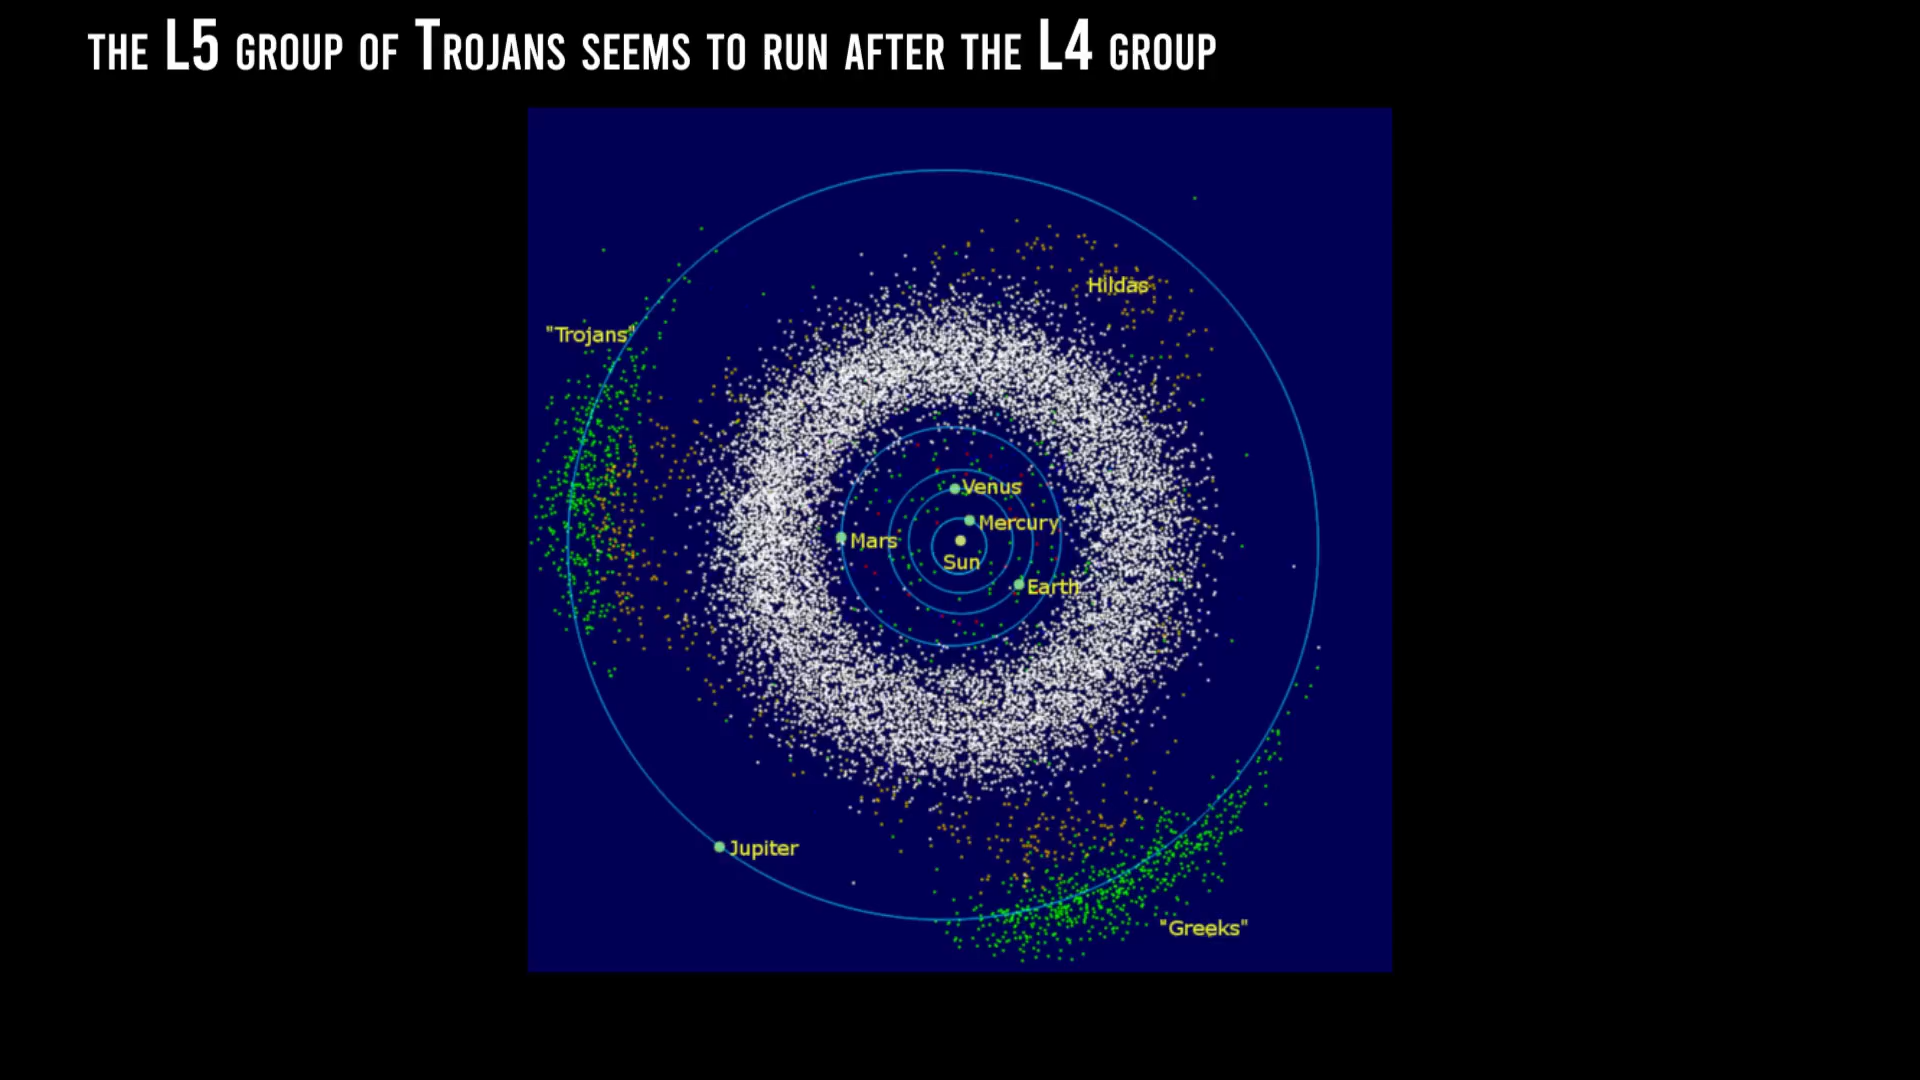 THE L5 GROUP OF TROJANS SEEMS TO RUN AFTER THE L4 GROUP
Hildas
"Trojans"
Venus
Mercury
Mars
Sun
Earth
Jupiter
"Greeks"